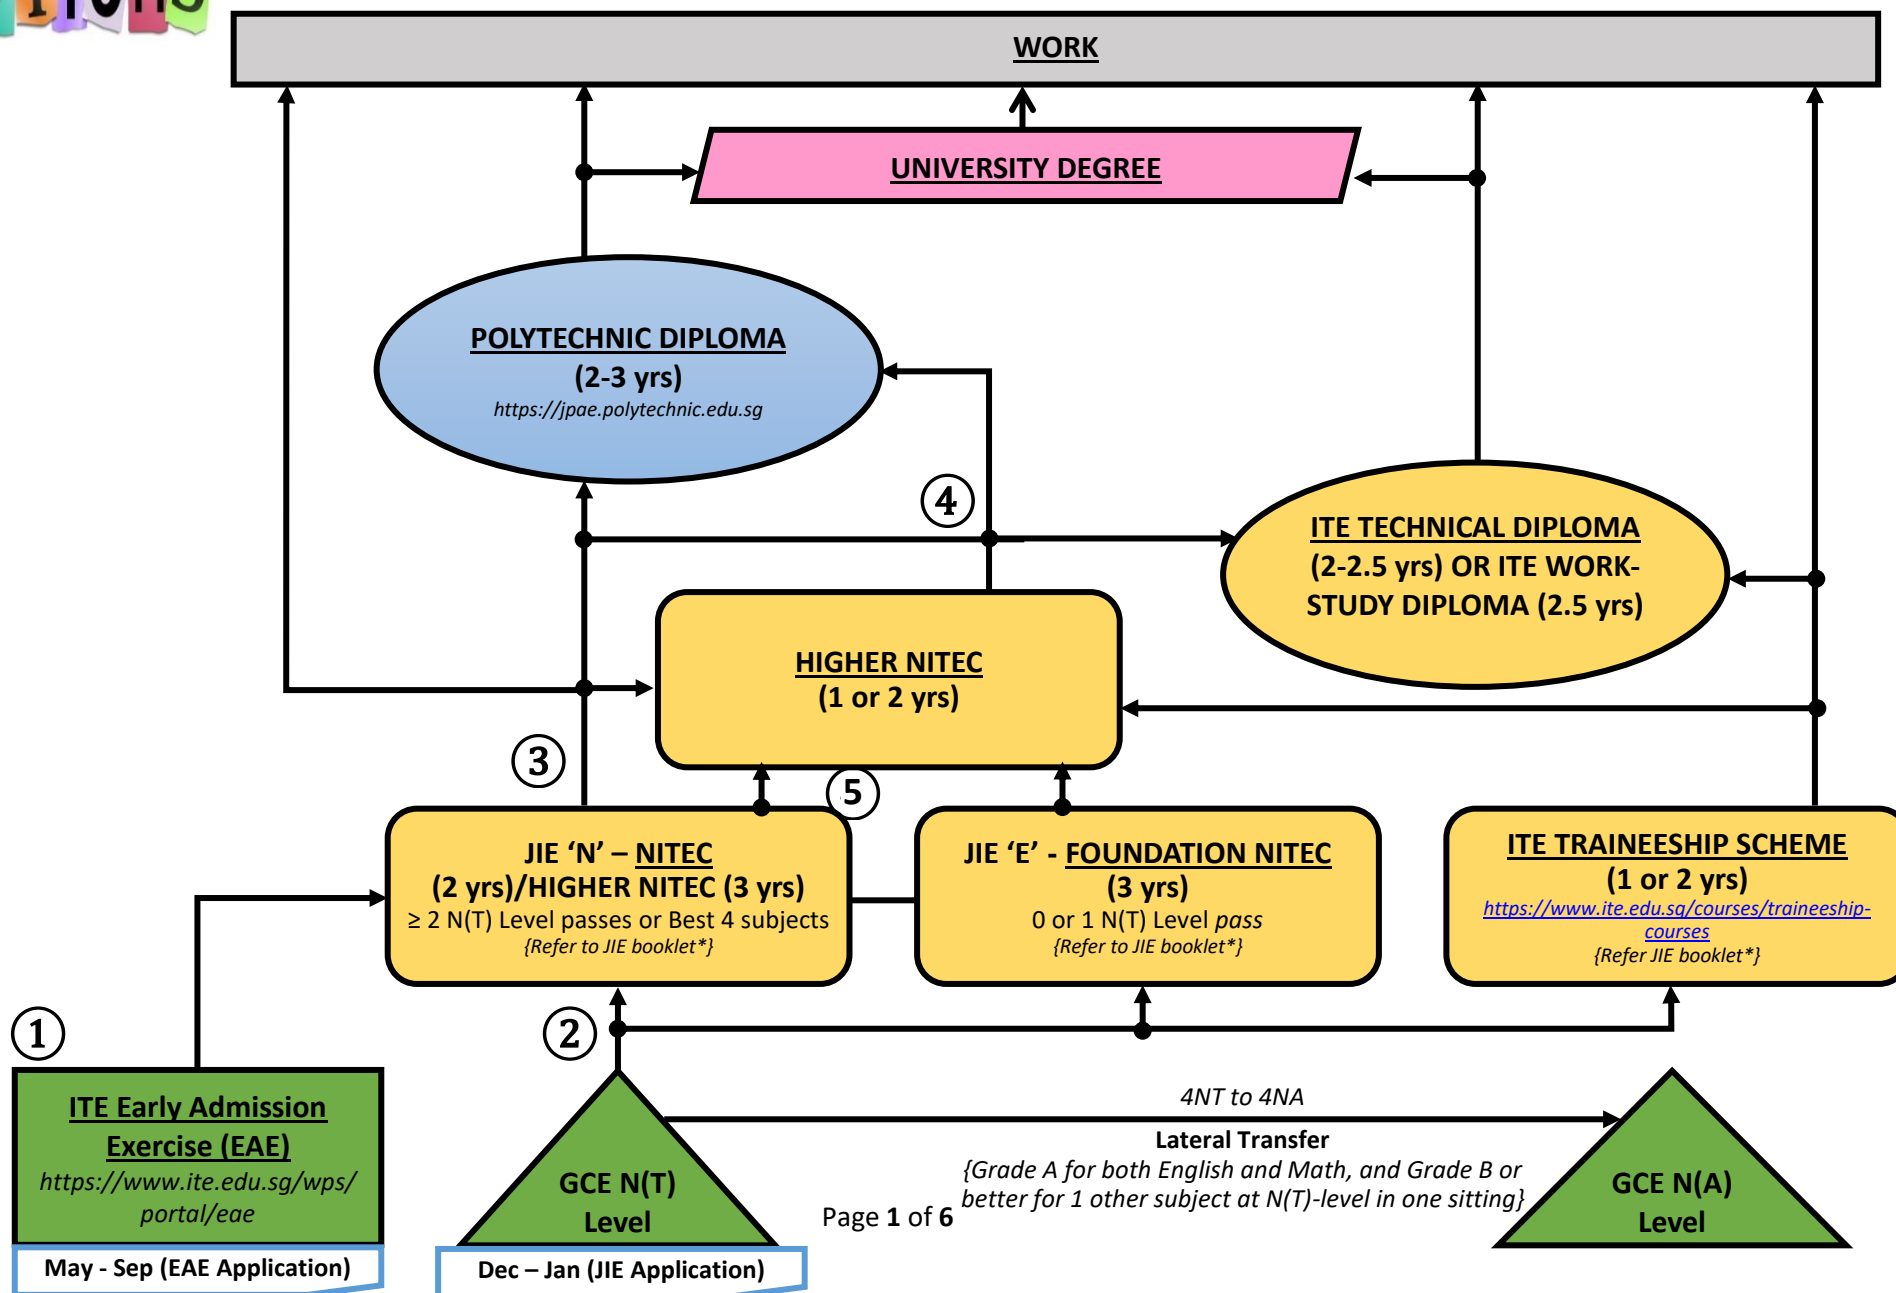 WORK
UNIVERSITY DEGREE
POLYTECHNIC DIPLOMA
(2-3 yrs)
https://jpae.polytechnic.edu.sg
④
ITE TECHNICAL DIPLOMA
(2-2.5 yrs) OR ITE WORK-
STUDY DIPLOMA (2.5 yrs)
HIGHER NITEC
(1 or 2 yrs)
③
⑤
JIE ‘N’ – NITEC
(2 yrs)/HIGHER NITEC (3 yrs)
≥ 2 N(T) Level passes or Best 4 subjects
{Refer to JIE booklet*}
JIE ‘E’ - FOUNDATION NITEC
(3 yrs)
0 or 1 N(T) Level pass
{Refer to JIE booklet*}
ITE TRAINEESHIP SCHEME
(1 or 2 yrs)
https://www.ite.edu.sg/courses/traineeship-
courses
{Refer JIE booklet*}
①
②
ITE Early Admission
Exercise (EAE)
https://www.ite.edu.sg/wps/
portal/eae
May - Sep (EAE Application)
GCE N(T)
Level
Dec – Jan (JIE Application)
4NT to 4NA
Lateral Transfer
{Grade A for both English and Math, and Grade B or
better for 1 other subject at N(T)-level in one sitting}
GCE N(A)
Level
Page 1 of 6